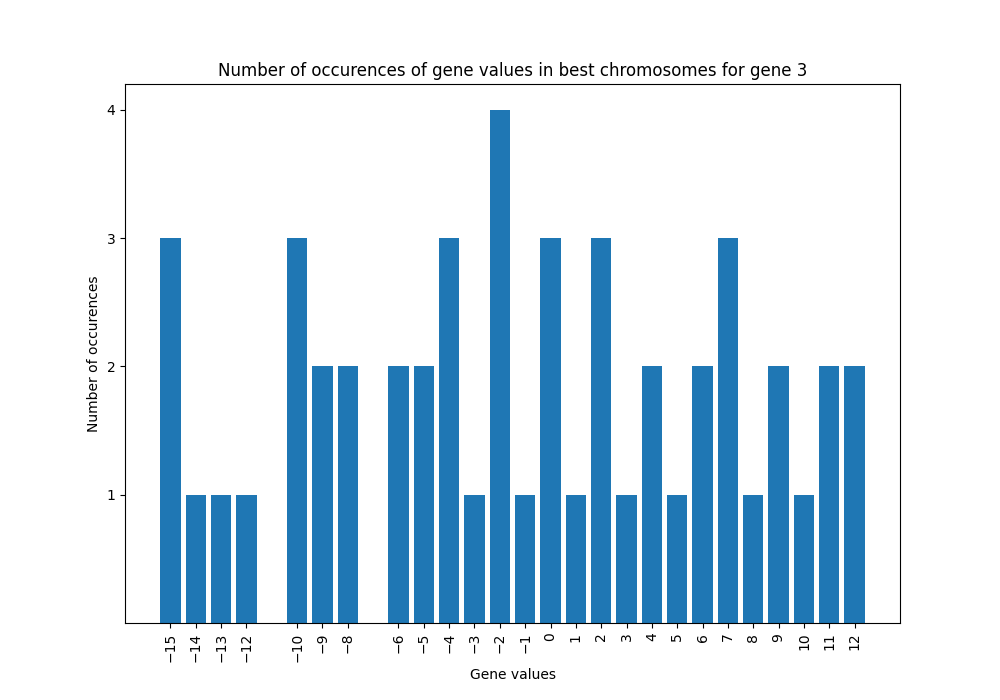 Number of occurences of gene values in best chromosomes for gene 3
Number of occurences
4
3
2
1
−15 −14 −13 −12 −10 −9 −8 −6 −5 −4 −3 −2 −1 0 1 2 3 4 5 6 7 8 9 10 11 12
Gene values